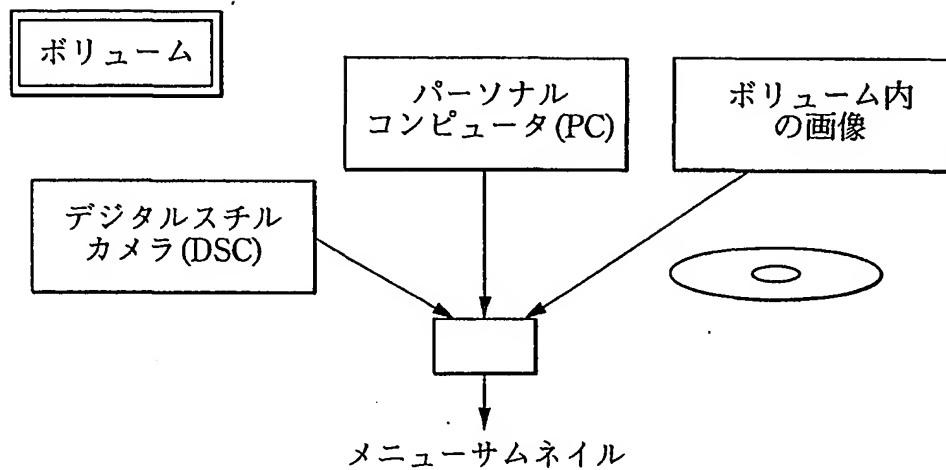 ボリューム
パーソナル
コンピュータ(PC)
ボリューム内
の画像
デジタルスチル
カメラ(DSC)
メニューサムネイル